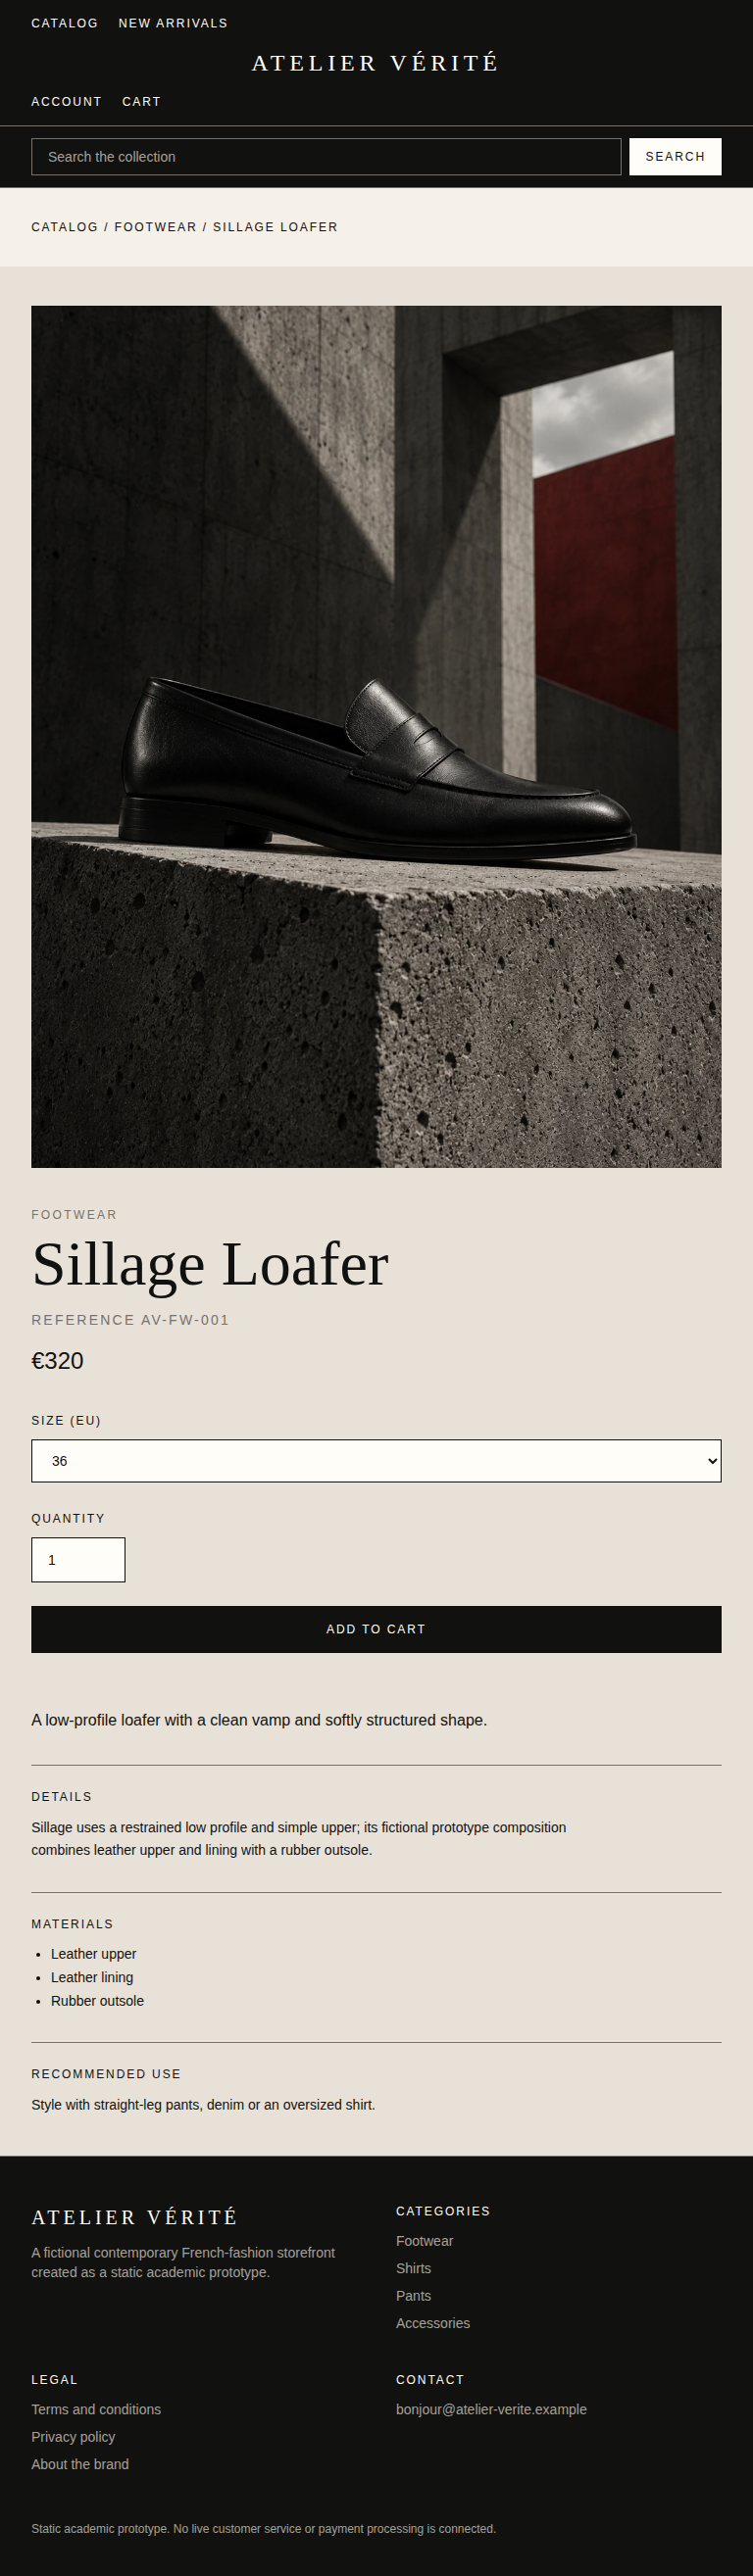 CATALOG NEW ARRIVALS
ATELIER VÉRITÉ
ACCOUNT CART
Search the collection SEARCH
CATALOG / FOOTWEAR / SILLAGE LOAFER
FOOTWEAR
Sillage Loafer
REFERENCE AV-FW-001
€320
SIZE (EU)
36
QUANTITY
1
ADD TO CART
A low-profile loafer with a clean vamp and softly structured shape.
DETAILS
Sillage uses a restrained low profile and simple upper; its fictional prototype composition
combines leather upper and lining with a rubber outsole.
MATERIALS
• Leather upper
• Leather lining
• Rubber outsole
RECOMMENDED USE
Style with straight-leg pants, denim or an oversized shirt.
ATELIER VÉRITÉ
A fictional contemporary French-fashion storefront
created as a static academic prototype.
CATEGORIES
Footwear
Shirts
Pants
Accessories
LEGAL
Terms and conditions
Privacy policy
About the brand
CONTACT
bonjour@atelier-verite.example
Static academic prototype. No live customer service or payment processing is connected.